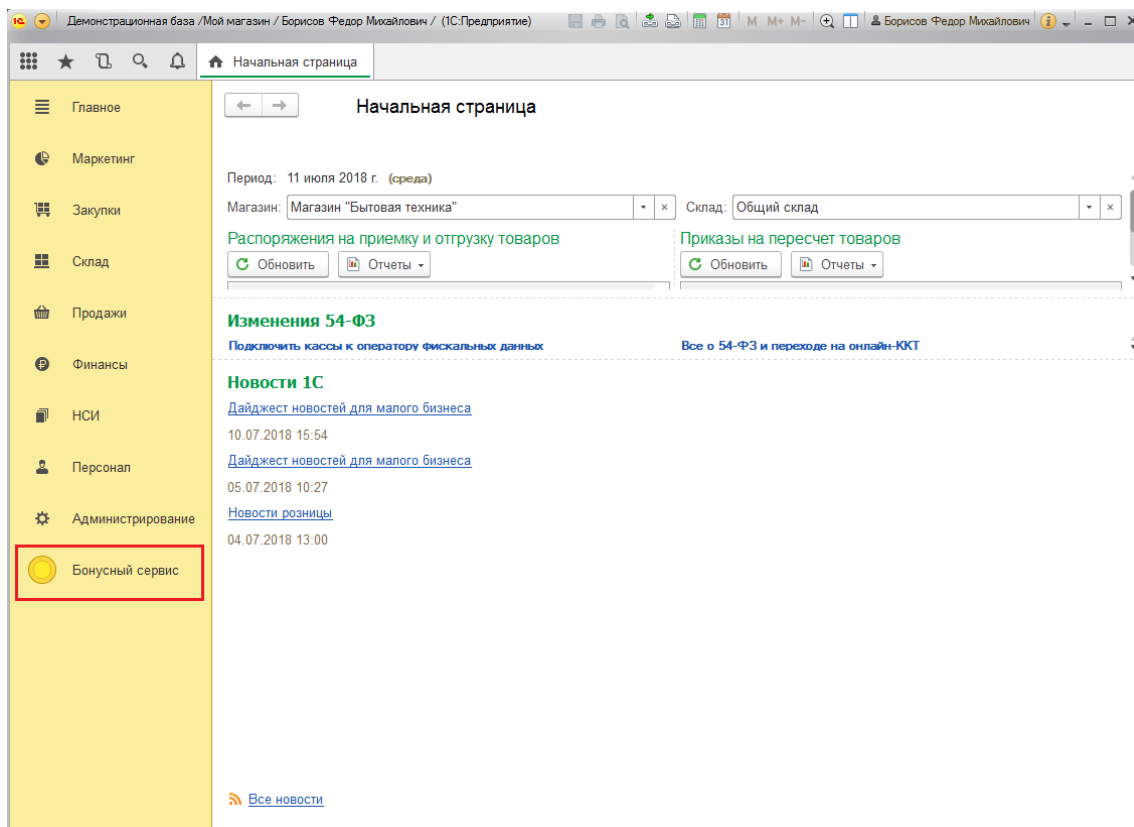 1С Демонстрационная база /Мой магазин / Борисов Федор Михайлович / (1С:Предприятие) 31 M M+ M- Борисов Федор Михайлович
Начальная страница
Главное
Маркетинг
Закупки
Склад
Продажи
Финансы
НСИ
Персонал
Администрирование
Бонусный сервис
Начальная страница
Период: 11 июля 2018 г. (среда)
Магазин: Магазин "Бытовая техника" Склад: Общий склад
Распоряжения на приемку и отгрузку товаров Приказы на пересчет товаров
Обновить Отчеты Обновить Отчеты
Изменения 54-ФЗ
Подключить кассы к оператору фискальных данных Все о 54-ФЗ и переходе на онлайн-ККТ
Новости 1С
Дайджест новостей для малого бизнеса
10.07.2018 15:54
Дайджест новостей для малого бизнеса
05.07.2018 10:27
Новости розницы
04.07.2018 13:00
Все новости